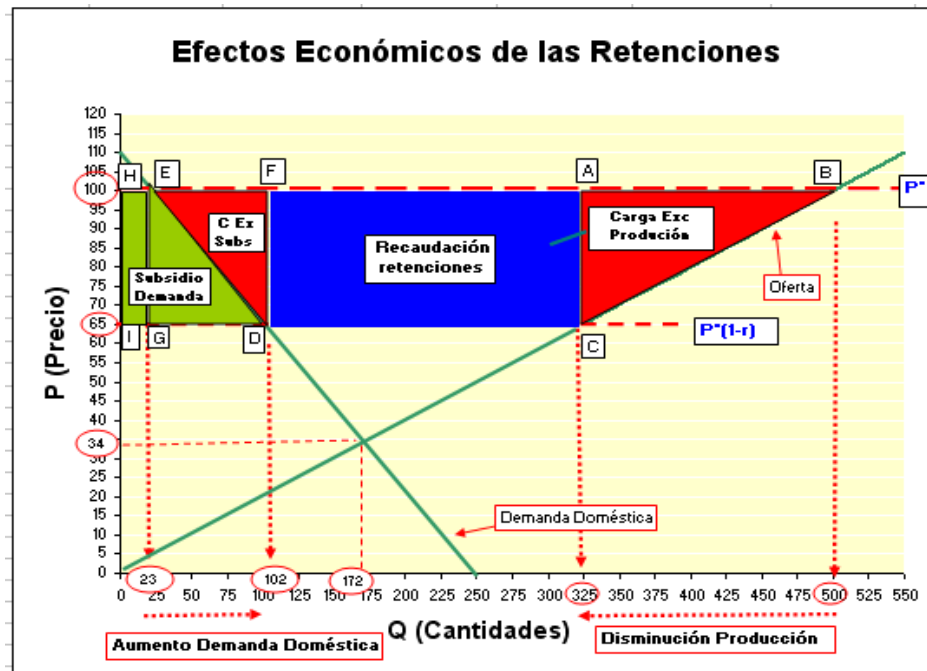 Efectos Económicos de las Retenciones
P (Precio)
120
115
110
105
100
95
90
85
80
75
70
65
60
55
50
45
40
34
30
25
20
15
10
5
0
H
E
F
A
B
P*
C Ex
Subs
Carga Exc
Produción
Recaudación
retenciones
Subsidio
Demanda
Oferta
I
G
D
C
P*(1-r)
Demanda Doméstica
23
102
172
0 25 50 75 100 125 150 175 200 225 250 275 300 325 350 375 400 425 450 475 500 525 550
Aumento Demanda Doméstica
Q (Cantidades)
Disminución Producción